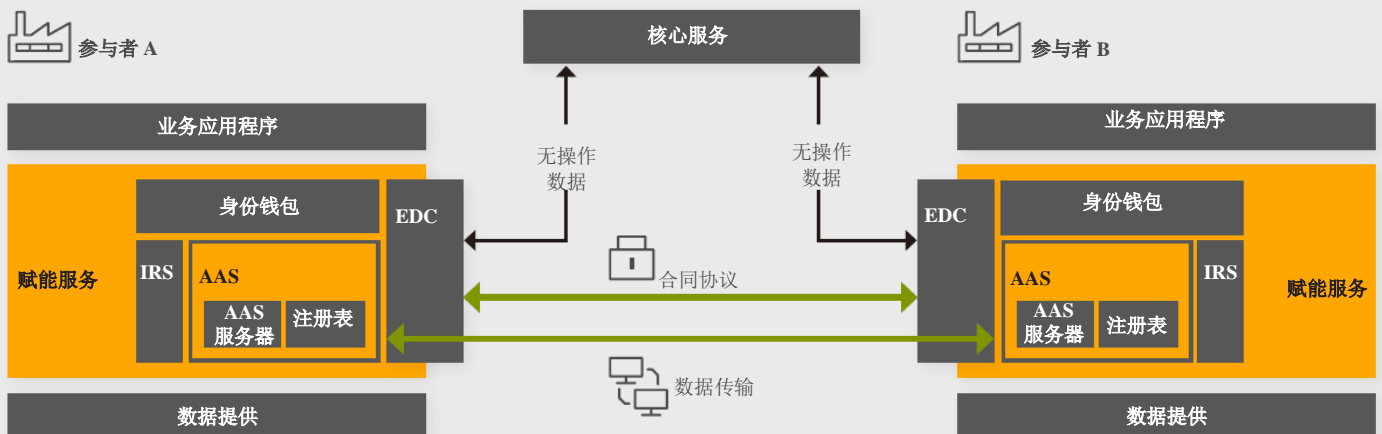 参与者 A
核心服务
参与者 B
业务应用程序
业务应用程序
无操作
数据
无操作
数据
身份钱包
EDC
EDC
身份钱包
赋能服务
IRS
AAS
AAS
服务器
注册表
合同协议
AAS
AAS
服务器
注册表
IRS
赋能服务
数据传输
数据提供
数据提供